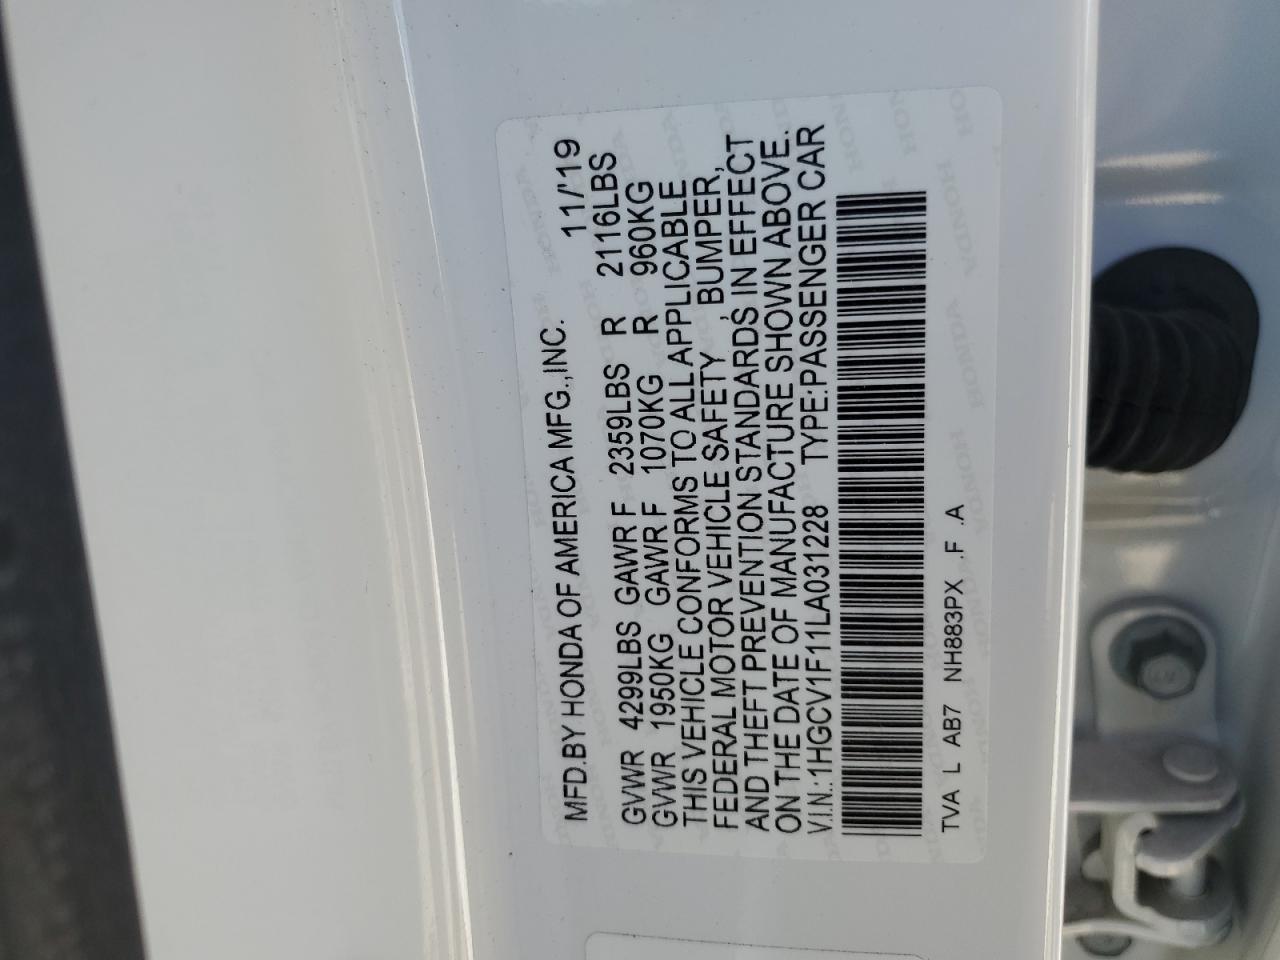 MFD.BY HONDA OF AMERICA MFG.,INC. 11/'19
GVWR 4299LBS GAWR F 2359LBS R 2116LBS
GVWR 1950KG GAWR F 1070KG R 960KG
THIS VEHICLE CONFORMS TO ALL APPLICABLE
FEDERAL MOTOR VEHICLE SAFETY , BUMPER,
AND THEFT PREVENTION STANDARDS IN EFFECT
ON THE DATE OF MANUFACTURE SHOWN ABOVE.
V.I.N.:1HGCV1F11LA031228 TYPE:PASSENGER CAR
TVA L AB7 NH883PX .F .A